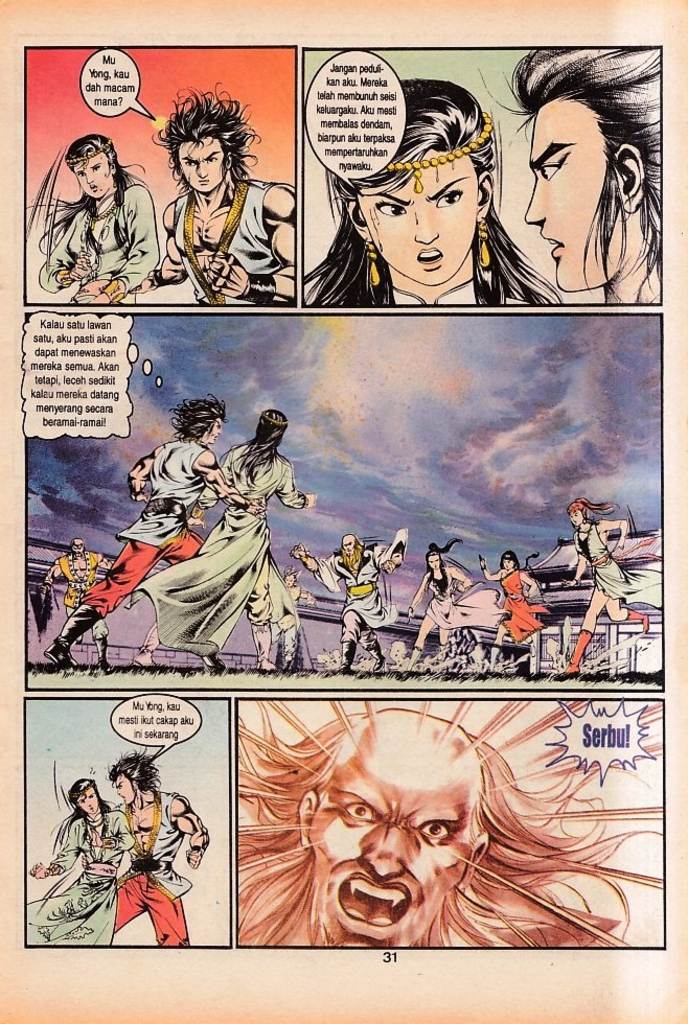 Mu
Yong, kau
dah macam
mana?
Jangan peduli-
kan aku. Mereka
telah membunuh seisi
keluargaku. Aku mesti
membalas dendam,
biarpun aku terpaksa
mempertaruhkan
nyawaku.
Kalau satu lawan
satu, aku pasti akan
dapat menewaskan
mereka semua. Akan
tetapi, leceh sedikit
kalau mereka datang
menyerang secara
beramai-ramai!
Mu Yong, kau
mesti ikut cakap aku
ini sekarang
Serbu!
31